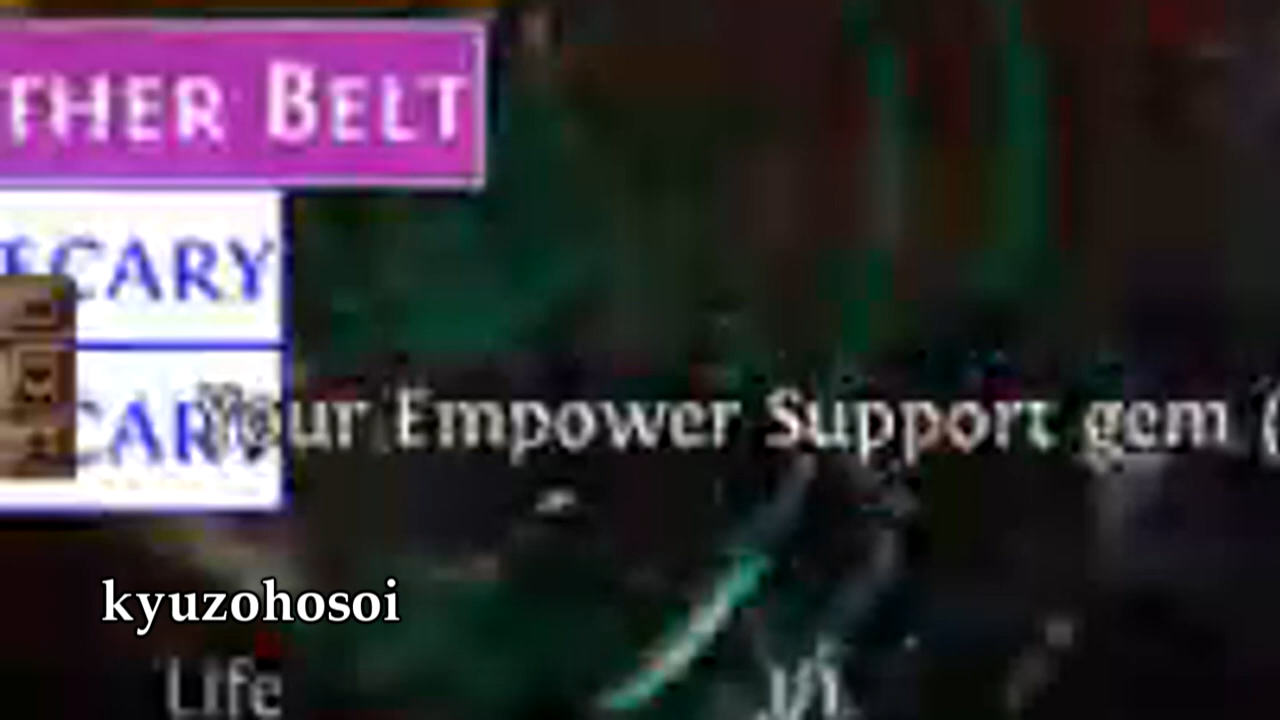 THER BELT
ECARY
CARY
Your Empower Support gem (
kyuzohosoi
Life